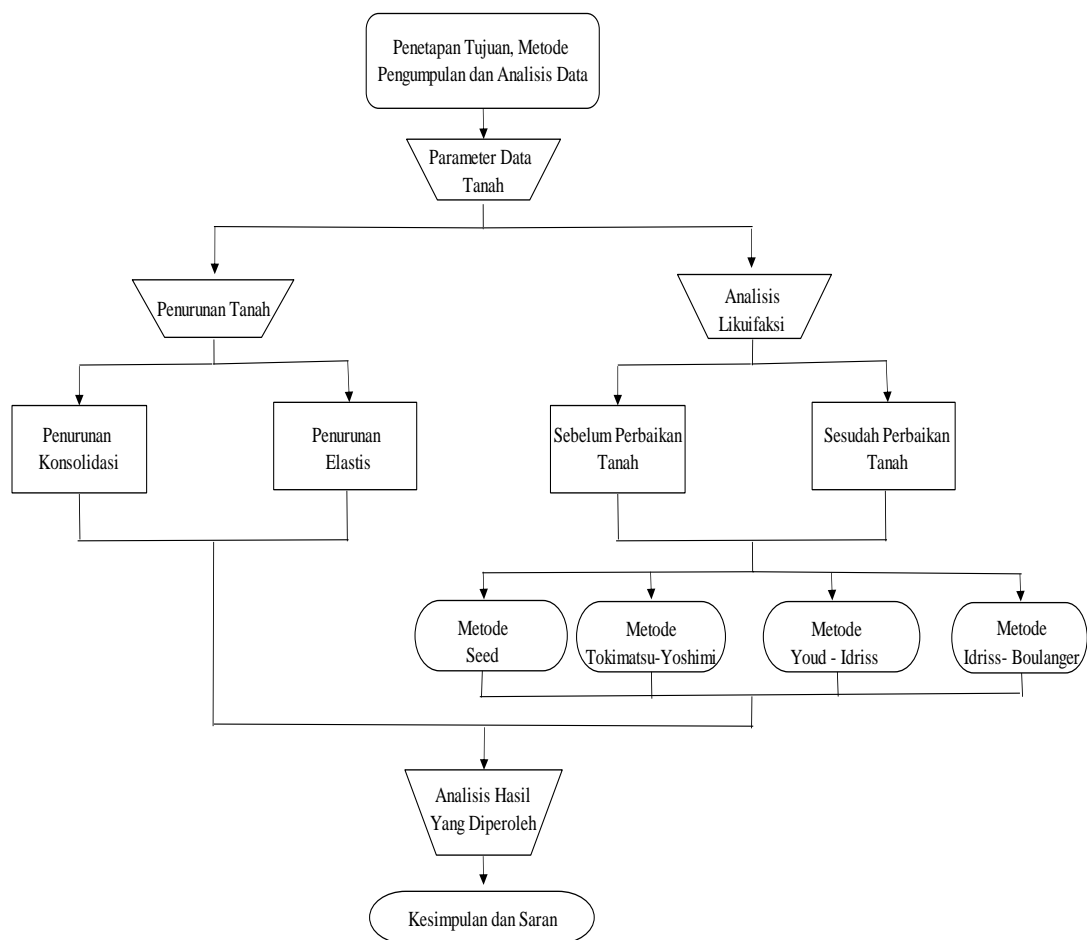 Penetapan Tujuan, Metode
Pengumpulan dan Analisis Data
Parameter Data
Tanah
Penurunan Tanah
Analisis
Likuifaksi
Penurunan
Konsolidasi
Penurunan
Elastis
Sebelum Perbaikan
Tanah
Sesudah Perbaikan
Tanah
Metode
Seed
Metode
Tokimatsu-Yoshimi
Metode
Youd - Idriss
Metode
Idriss- Boulanger
Analisis Hasil
Yang Diperoleh
Kesimpulan dan Saran